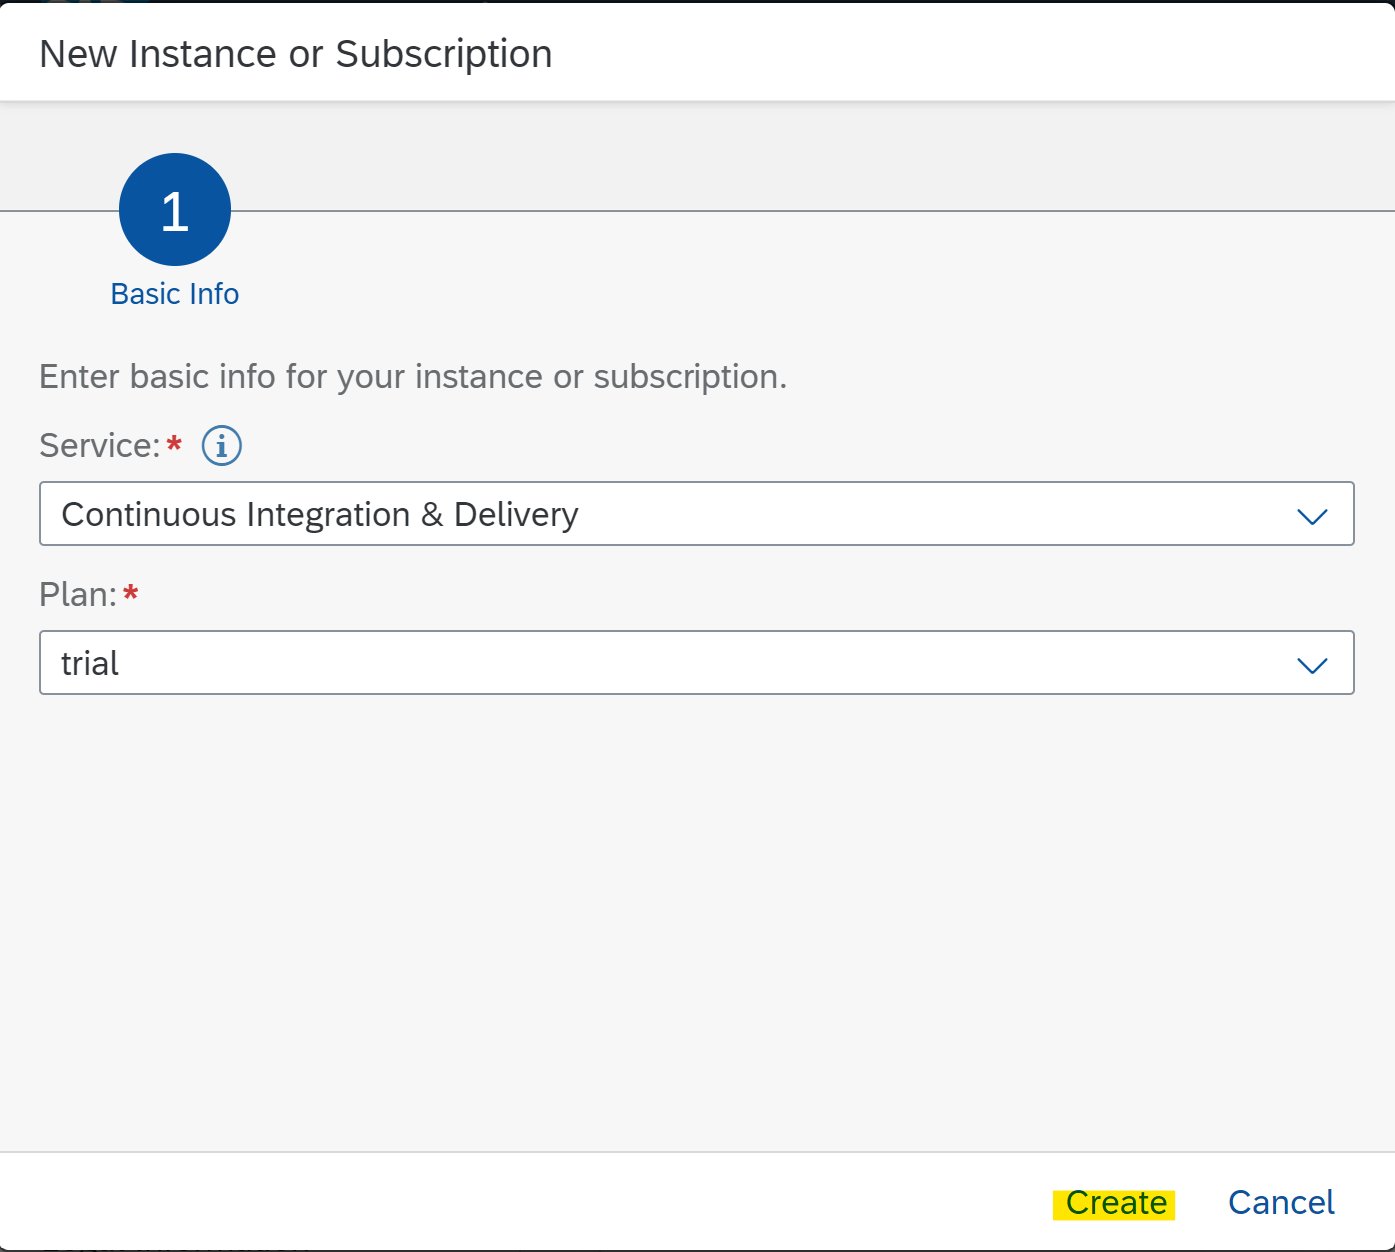 New Instance or Subscription
1
Basic Info
Enter basic info for your instance or subscription.
Service:*
Continuous Integration & Delivery
Plan:*
trial
Create Cancel